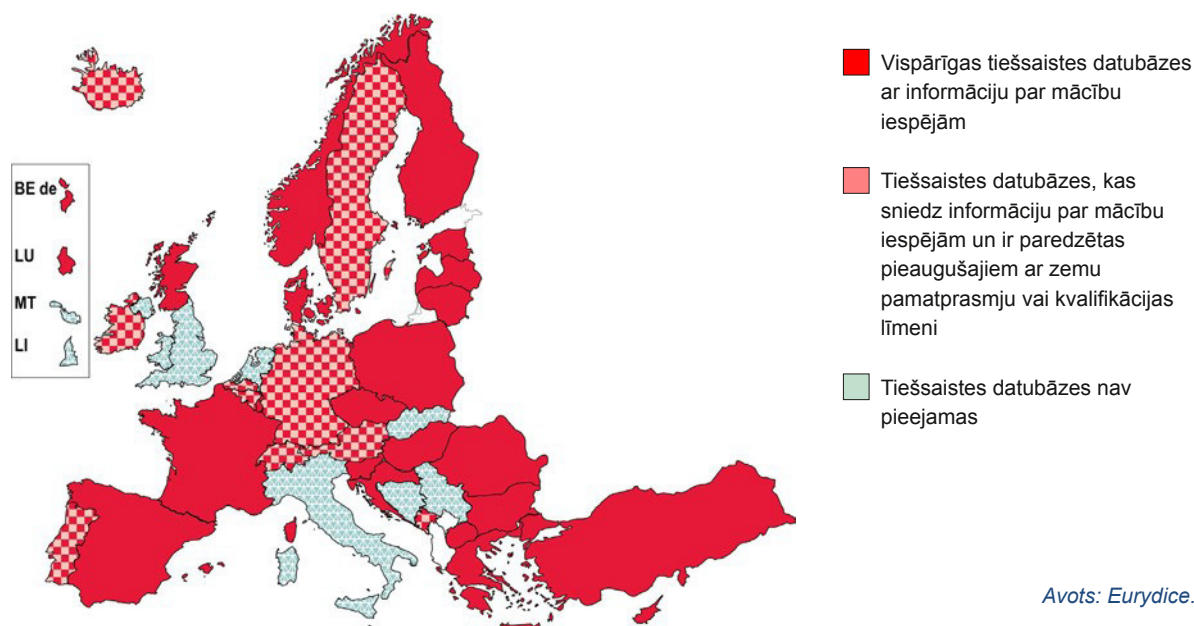 BE de
LU
MT
LI
Vispārīgas tiešsaistes datubāzes
ar informāciju par mācību
iespējām
Tiešsaistes datubāzes, kas
sniedz informāciju par mācību
iespējām un ir paredzētas
pieaugušajiem ar zemu
pamatprasmju vai kvalifikācijas
līmeni
Tiešsaistes datubāzes nav
pieejamas
Avots: Eurydice.